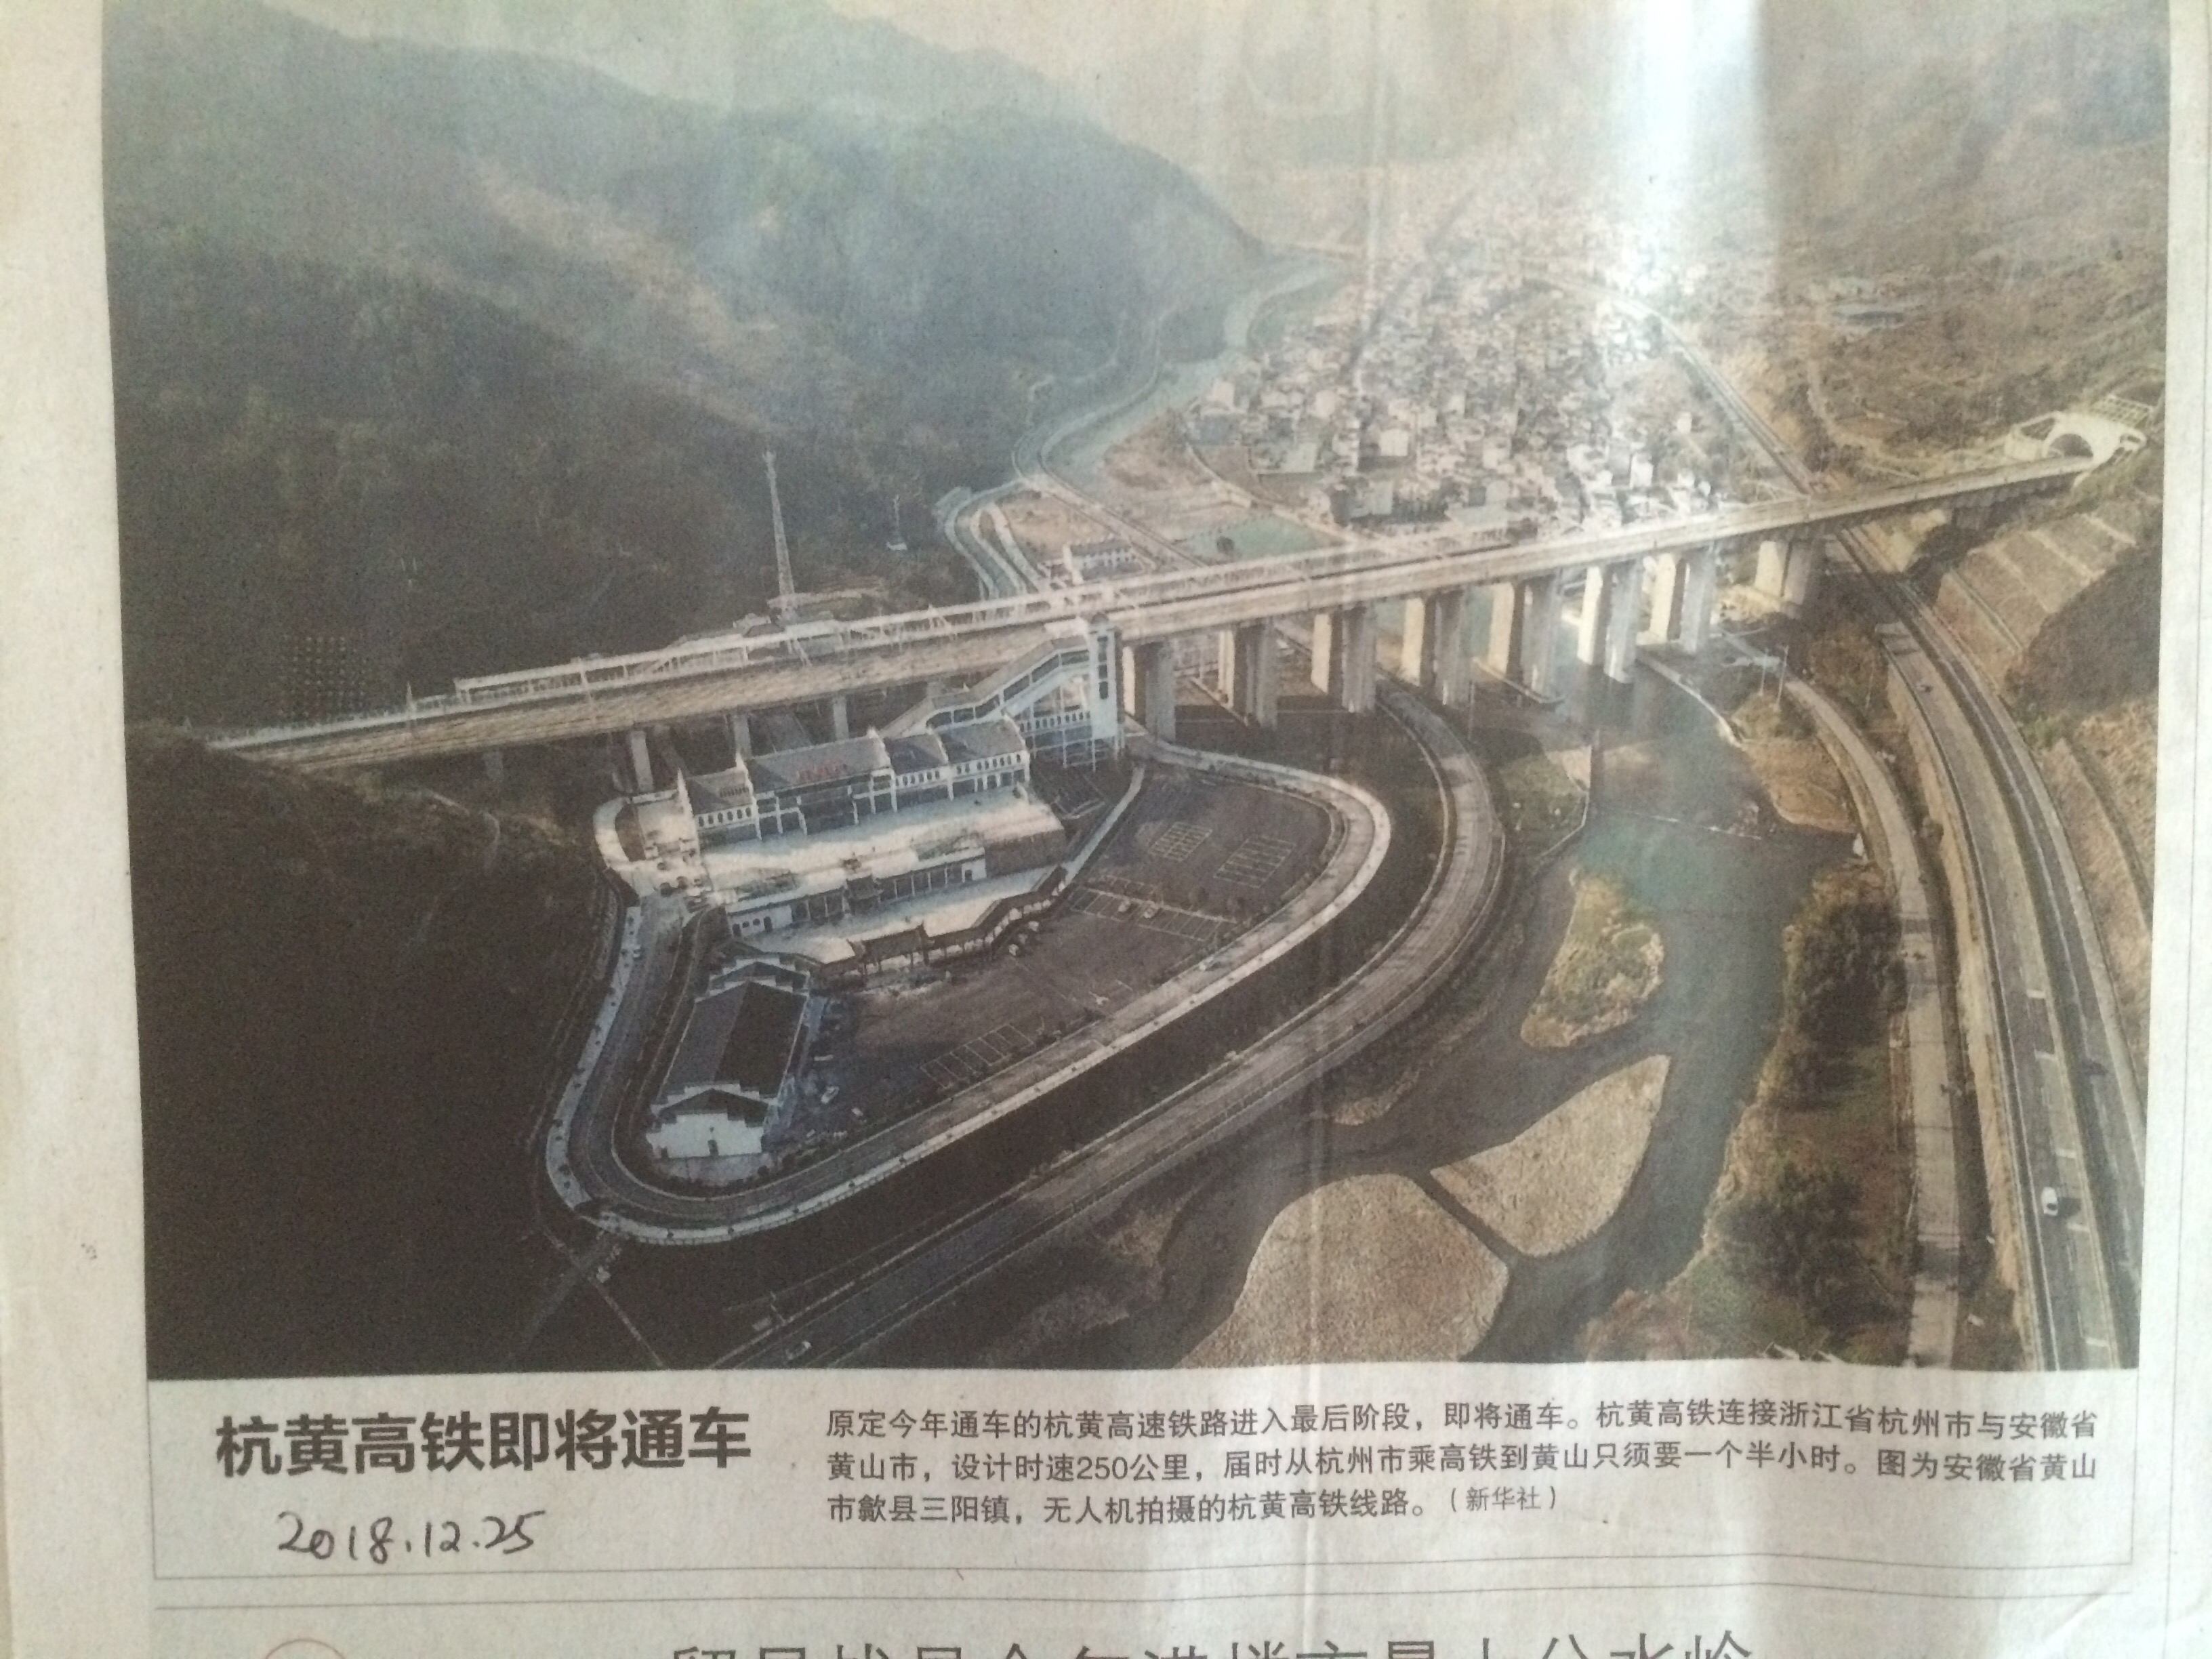 杭黄高铁即将通车
2018.12.25
原定今年通车的杭黄高速铁路进入最后阶段，即将通车。杭黄高铁连接浙江省杭州市与安徽省
黄山市，设计时速250公里，届时从杭州市乘高铁到黄山只须要一个半小时。图为安徽省黄山
市歙县三阳镇，无人机拍摄的杭黄高铁线路。（新华社）